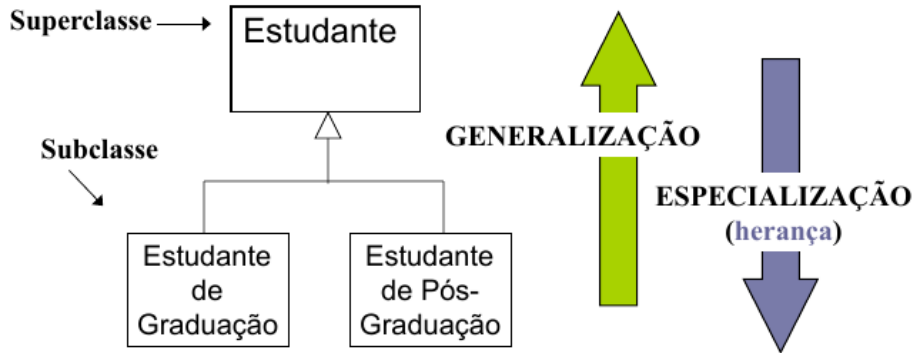 Superclasse
Estudante
GENERALIZAÇÃO
Subclasse
ESPECIALIZAÇÃO
(herança)
Estudante
de
Graduação
Estudante
de Pós-
Graduação